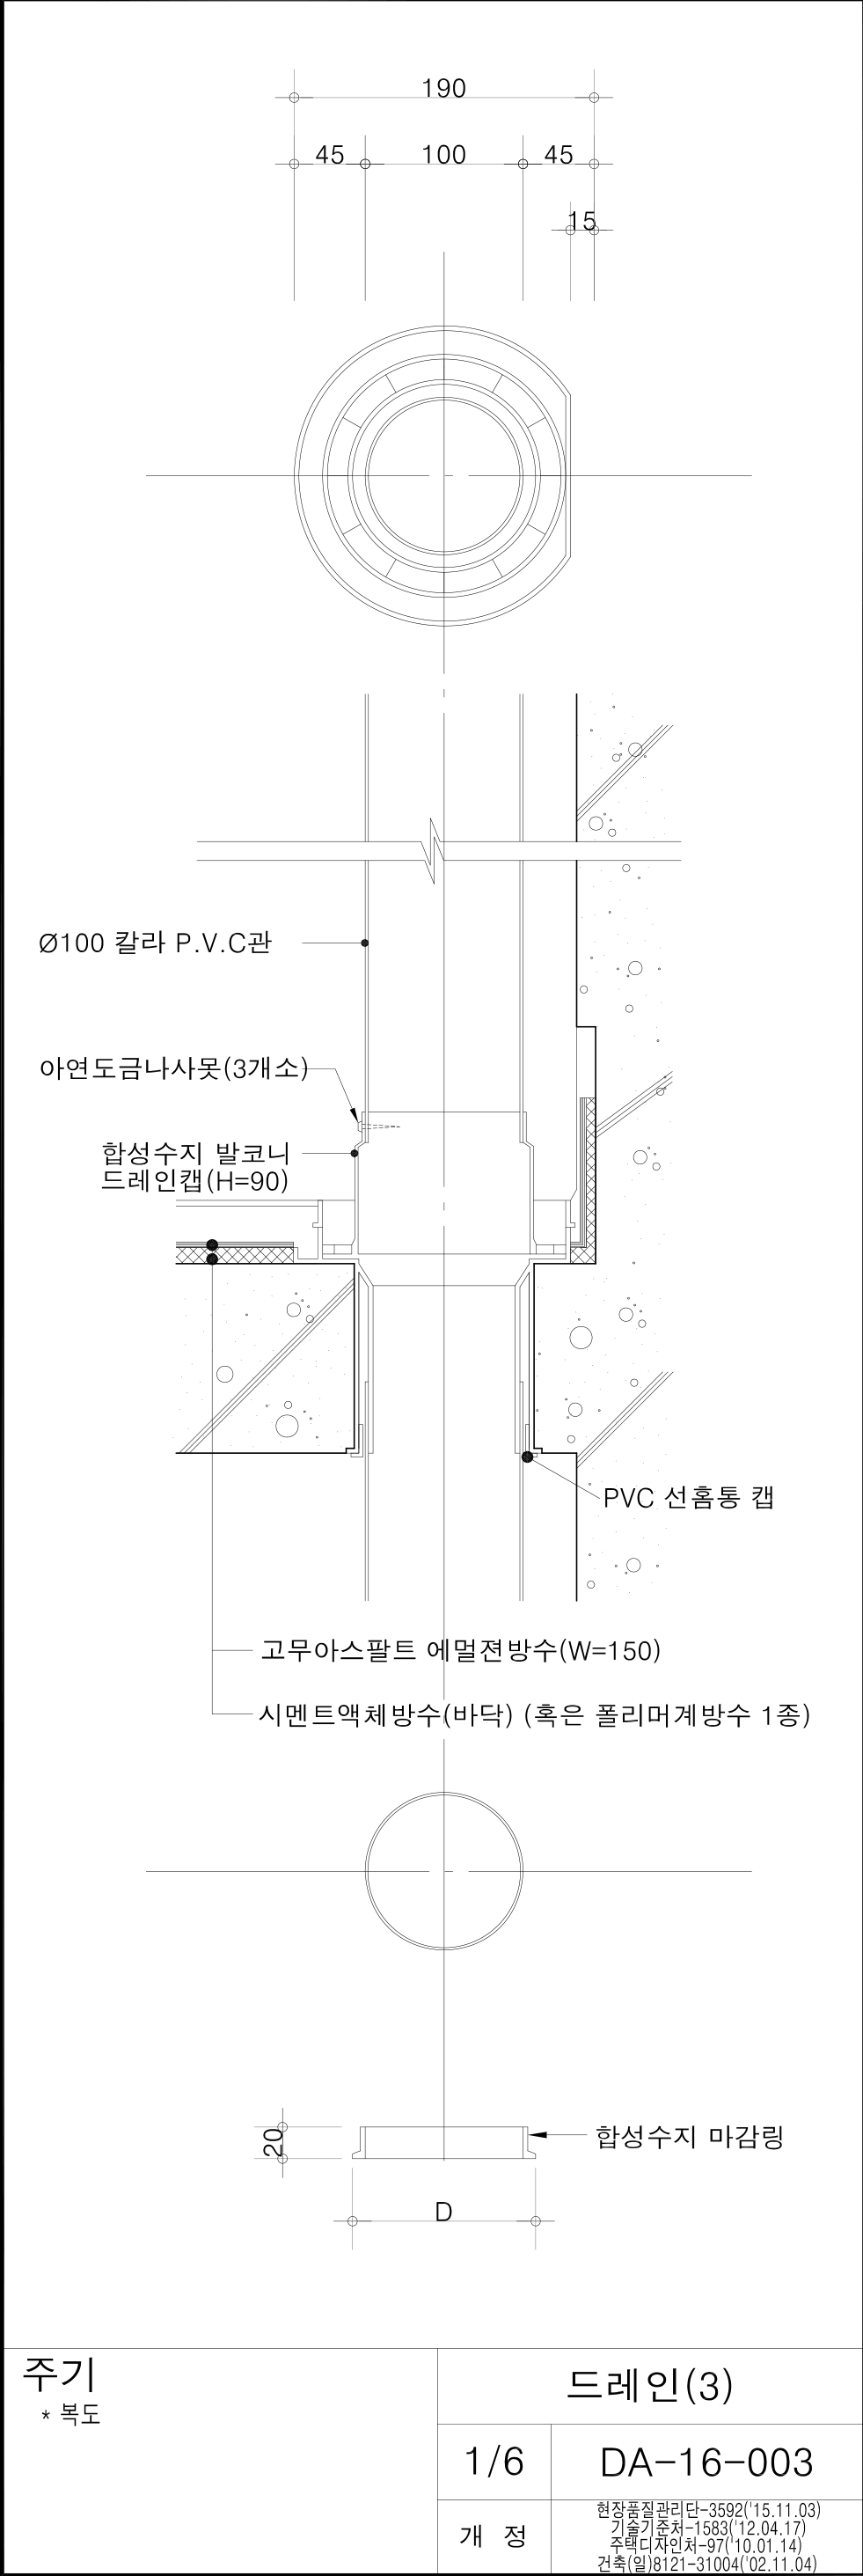 190
45 100 45
15
Ø100 칼라 P.V.C관
아연도금나사못(3개소)
합성수지 발코니
드레인캡(H=90)
PVC 선홈통 캡
고무아스팔트 에멀젼방수(W=150)
시멘트액체방수(바닥) (혹은 폴리머계방수 1종)
20
합성수지 마감링
D
주기
* 복도
드레인(3)
1/6 DA-16-003
개 정
현장품질관리단-3592('15.11.03)
기술기준처-1583('12.04.17)
주택디자인처-97('10.01.14)
건축(일)8121-31004('02.11.04)